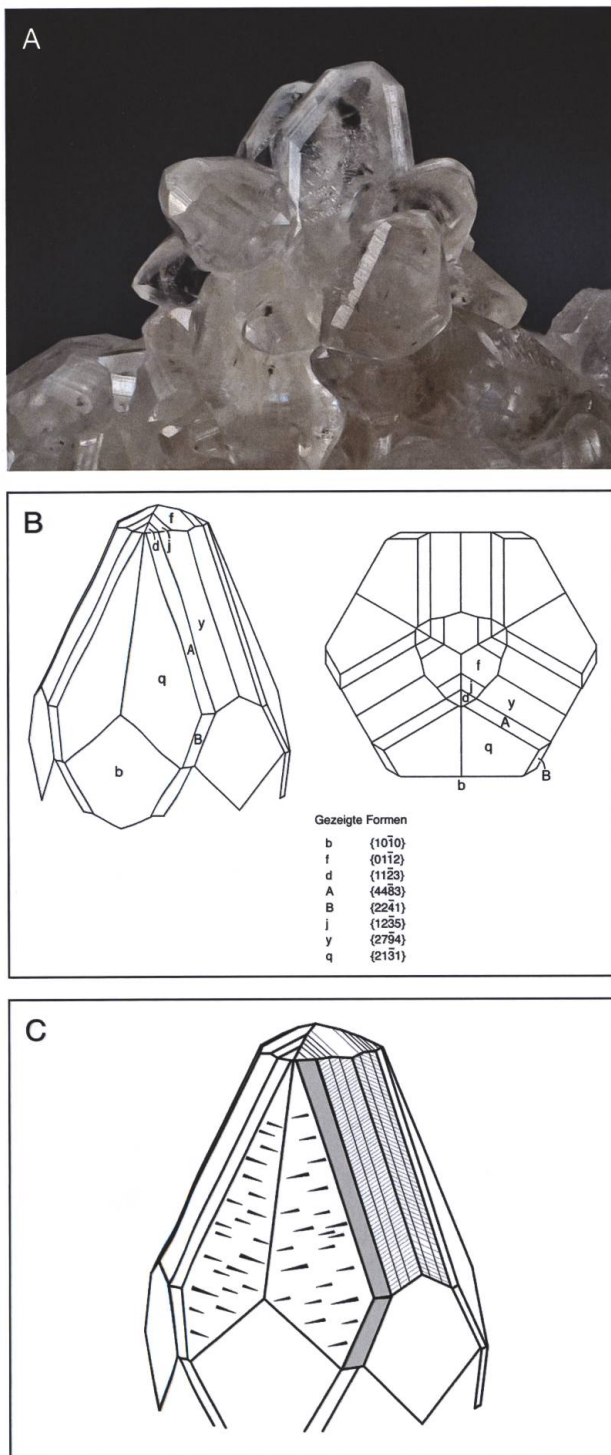 A
B
f
d
j
y
A
q
B
b
f
j
d
y
A
q
B
b
Gezeigte Formen
b {101̄0}
f {011̄2}
d {112̄3}
A {448̄3}
B {224̄1}
j {123̄5}
y {279̄4}
q {213̄1}
C